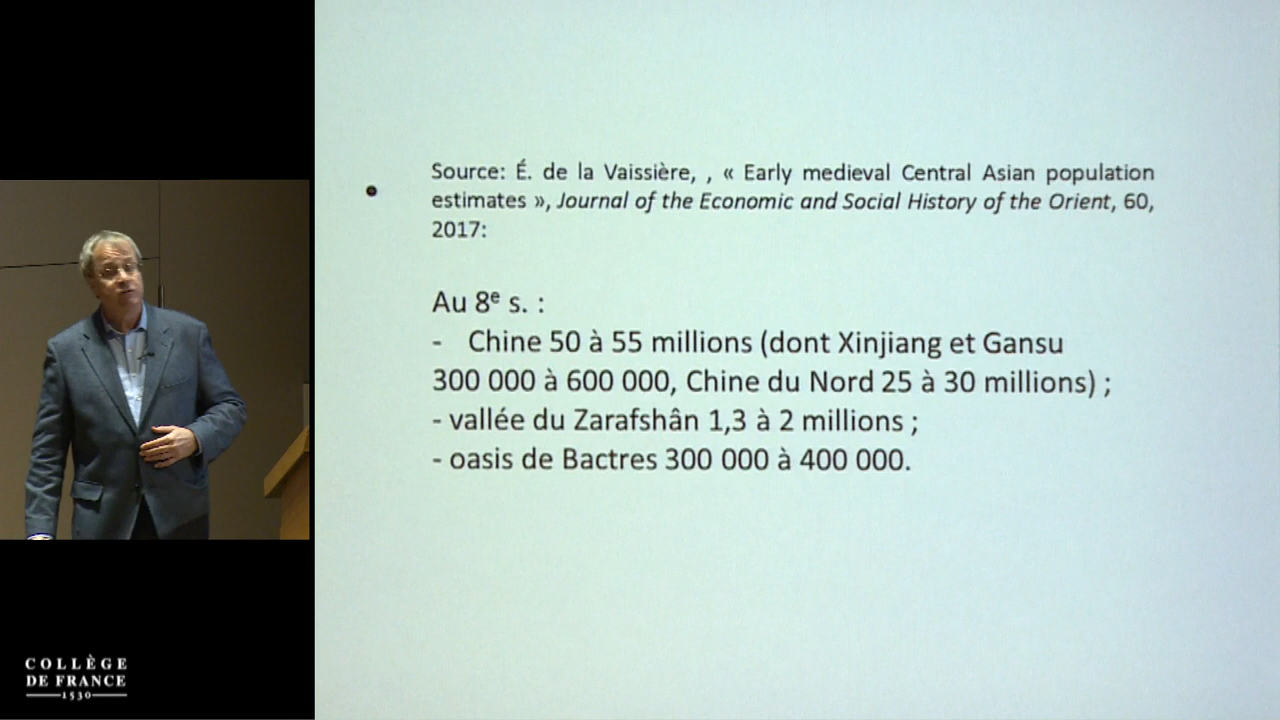 Source: É. de la Vaissière, , « Early medieval Central Asian population
estimates », Journal of the Economic and Social History of the Orient, 60,
2017:
Au 8e s. :
- Chine 50 à 55 millions (dont Xinjiang et Gansu
300 000 à 600 000, Chine du Nord 25 à 30 millions) ;
- vallée du Zarafshân 1,3 à 2 millions ;
- oasis de Bactres 300 000 à 400 000.
COLLÈGE
DE FRANCE
1530